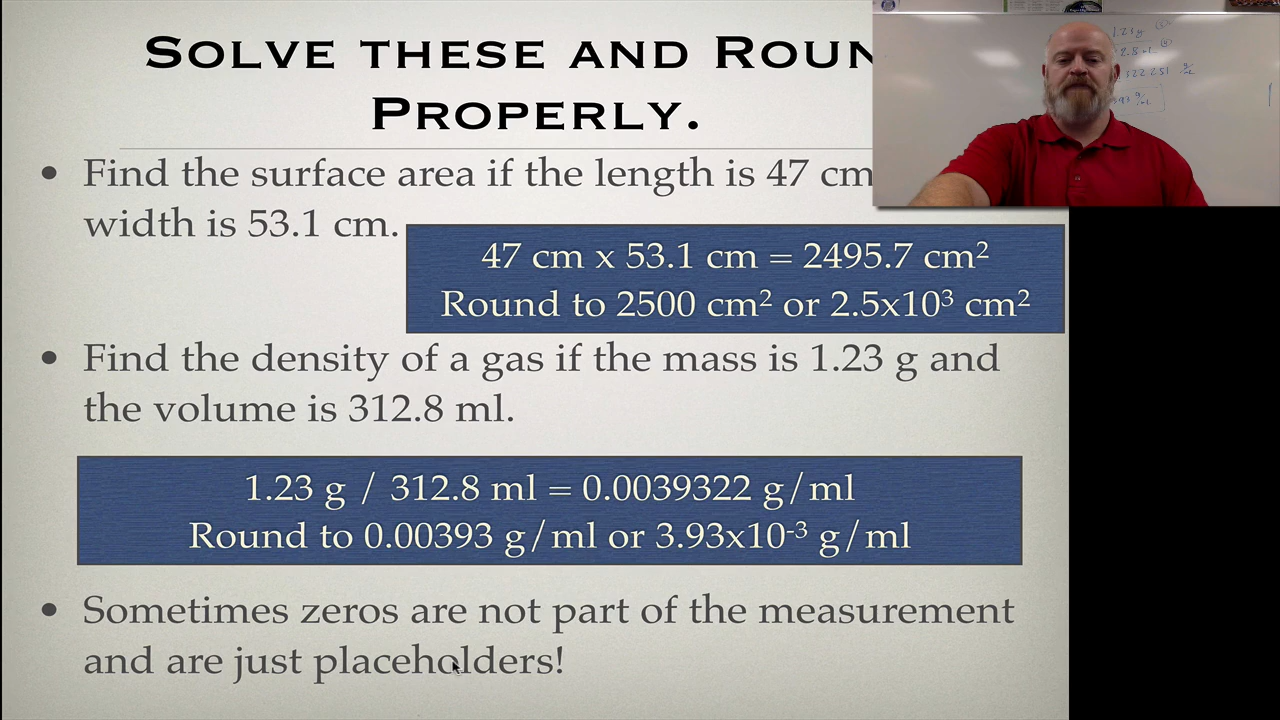 Solve these and Roun
Properly.
• Find the surface area if the length is 47 cm
width is 53.1 cm.
47 cm x 53.1 cm = 2495.7 cm²
Round to 2500 cm² or 2.5x10³ cm²
• Find the density of a gas if the mass is 1.23 g and
the volume is 312.8 ml.
1.23 g / 312.8 ml = 0.0039322 g/ml
Round to 0.00393 g/ml or 3.93x10⁻³ g/ml
• Sometimes zeros are not part of the measurement
and are just placeholders!